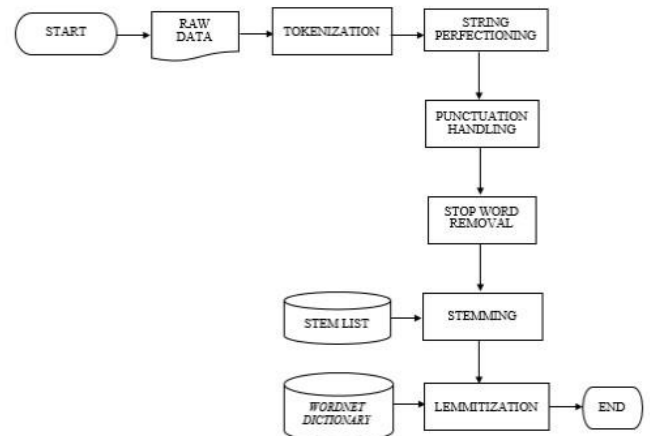 START
RAW
DATA
TOKENIZATION
STRING
PERFECTIONING
PUNCTUATION
HANDLING
STOP WORD
REMOVAL
STEM LIST
STEMMING
WORDNET
DICTIONARY
LEMMITIZATION
END